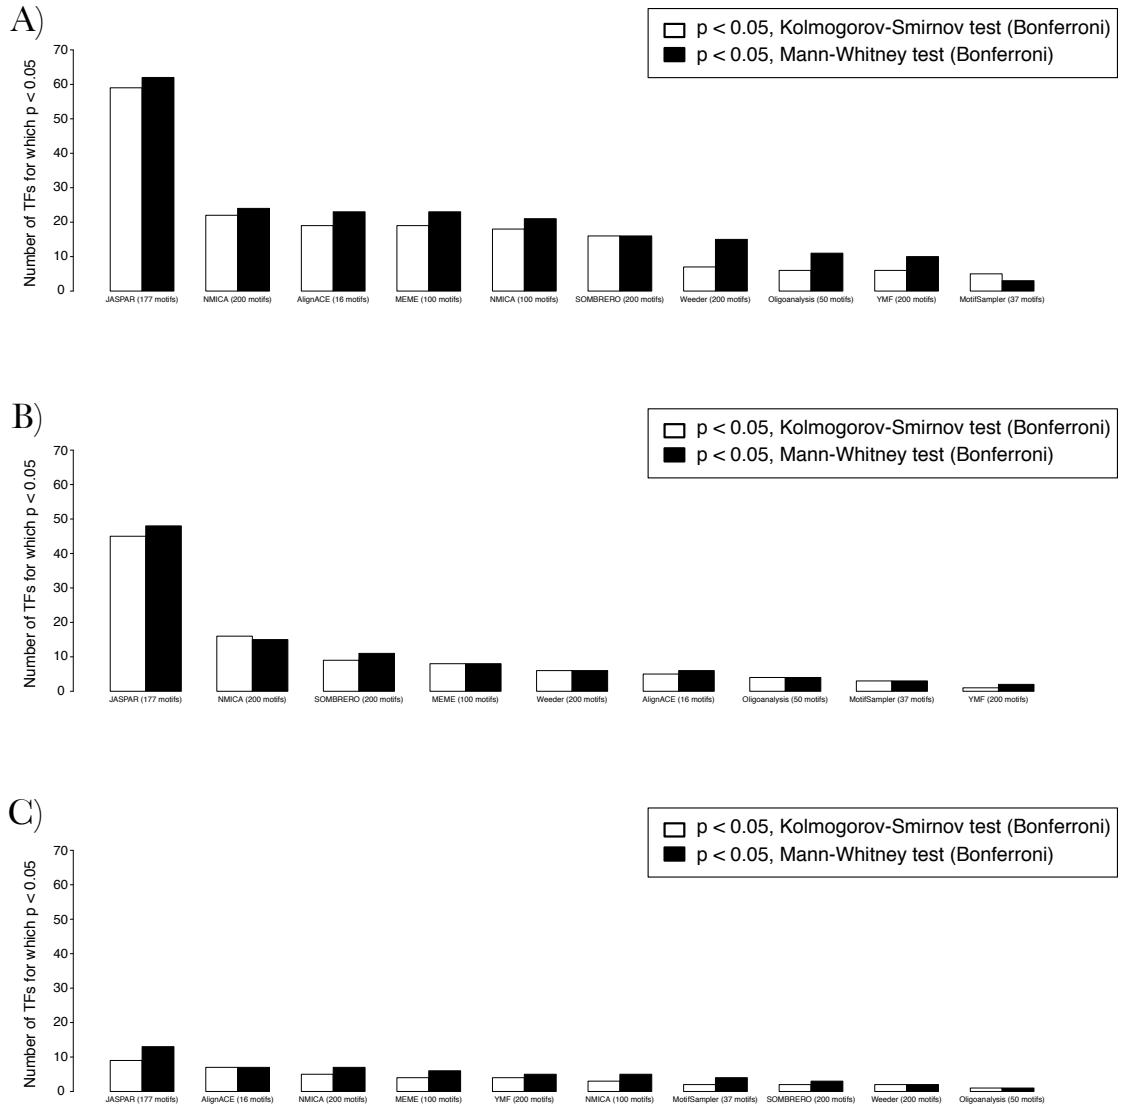 A)
p < 0.05, Kolmogorov-Smirnov test (Bonferroni)
p < 0.05, Mann-Whitney test (Bonferroni)
Number of TFs for which p < 0.05
70
60
50
40
30
20
10
0
JASPAR (177 motifs) NMICA (200 motifs) AlignACE (16 motifs) MEME (100 motifs) NMICA (100 motifs) SOMBRERO (200 motifs) Weeder (200 motifs) Oligoanalysis (50 motifs) YMF (200 motifs) MotifSampler (37 motifs)
B)
p < 0.05, Kolmogorov-Smirnov test (Bonferroni)
p < 0.05, Mann-Whitney test (Bonferroni)
Number of TFs for which p < 0.05
70
60
50
40
30
20
10
0
JASPAR (177 motifs) NMICA (200 motifs) SOMBRERO (200 motifs) MEME (100 motifs) Weeder (200 motifs) AlignACE (16 motifs) Oligoanalysis (50 motifs) MotifSampler (37 motifs) YMF (200 motifs)
C)
p < 0.05, Kolmogorov-Smirnov test (Bonferroni)
p < 0.05, Mann-Whitney test (Bonferroni)
Number of TFs for which p < 0.05
70
60
50
40
30
20
10
0
JASPAR (177 motifs) AlignACE (16 motifs) NMICA (200 motifs) MEME (100 motifs) YMF (200 motifs) NMICA (100 motifs) MotifSampler (37 motifs) SOMBRERO (200 motifs) Weeder (200 motifs) Oligoanalysis (50 motifs)